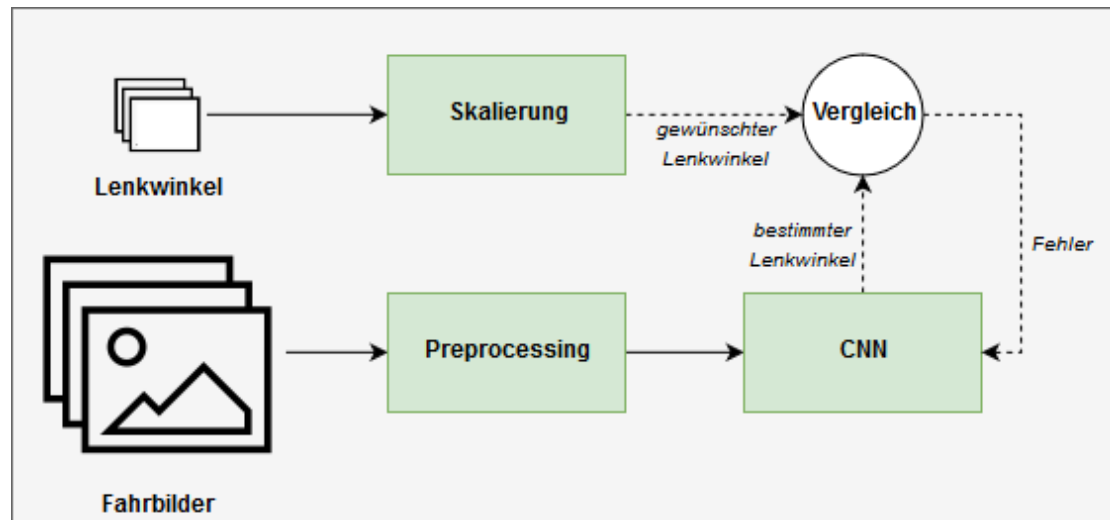 Skalierung
Vergleich
gewünschter
Lenkwinkel
Lenkwinkel
bestimmter
Lenkwinkel
Fehler
Preprocessing
CNN
Fahrbilder